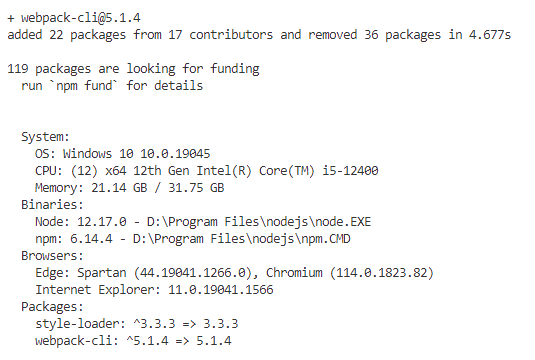 + webpack-cli@5.1.4
added 22 packages from 17 contributors and removed 36 packages in 4.677s
119 packages are looking for funding
run `npm fund` for details
System:
OS: Windows 10 10.0.19045
CPU: (12) x64 12th Gen Intel(R) Core(TM) i5-12400
Memory: 21.14 GB / 31.75 GB
Binaries:
Node: 12.17.0 - D:\Program Files\nodejs\node.EXE
npm: 6.14.4 - D:\Program Files\nodejs\npm.CMD
Browsers:
Edge: Spartan (44.19041.1266.0), Chromium (114.0.1823.82)
Internet Explorer: 11.0.19041.1566
Packages:
style-loader: ^3.3.3 => 3.3.3
webpack-cli: ^5.1.4 => 5.1.4